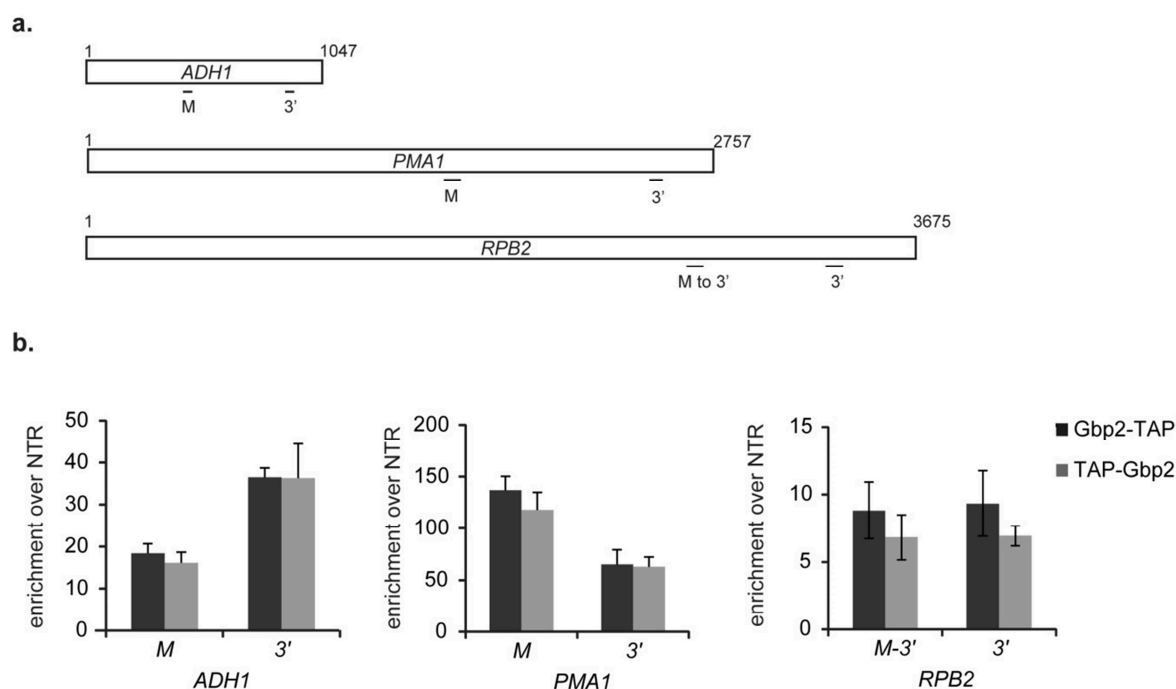 a.
1 1047
ADH1
M 3'
1 2757
PMA1
M 3'
1 3675
RPB2
M to 3' 3'
b.
enrichment over NTR
50
40
30
20
10
0
M 3'
ADH1
enrichment over NTR
200
150
100
50
0
M 3'
PMA1
enrichment over NTR
15
10
5
0
M-3' 3'
RPB2
Gbp2-TAP
TAP-Gbp2